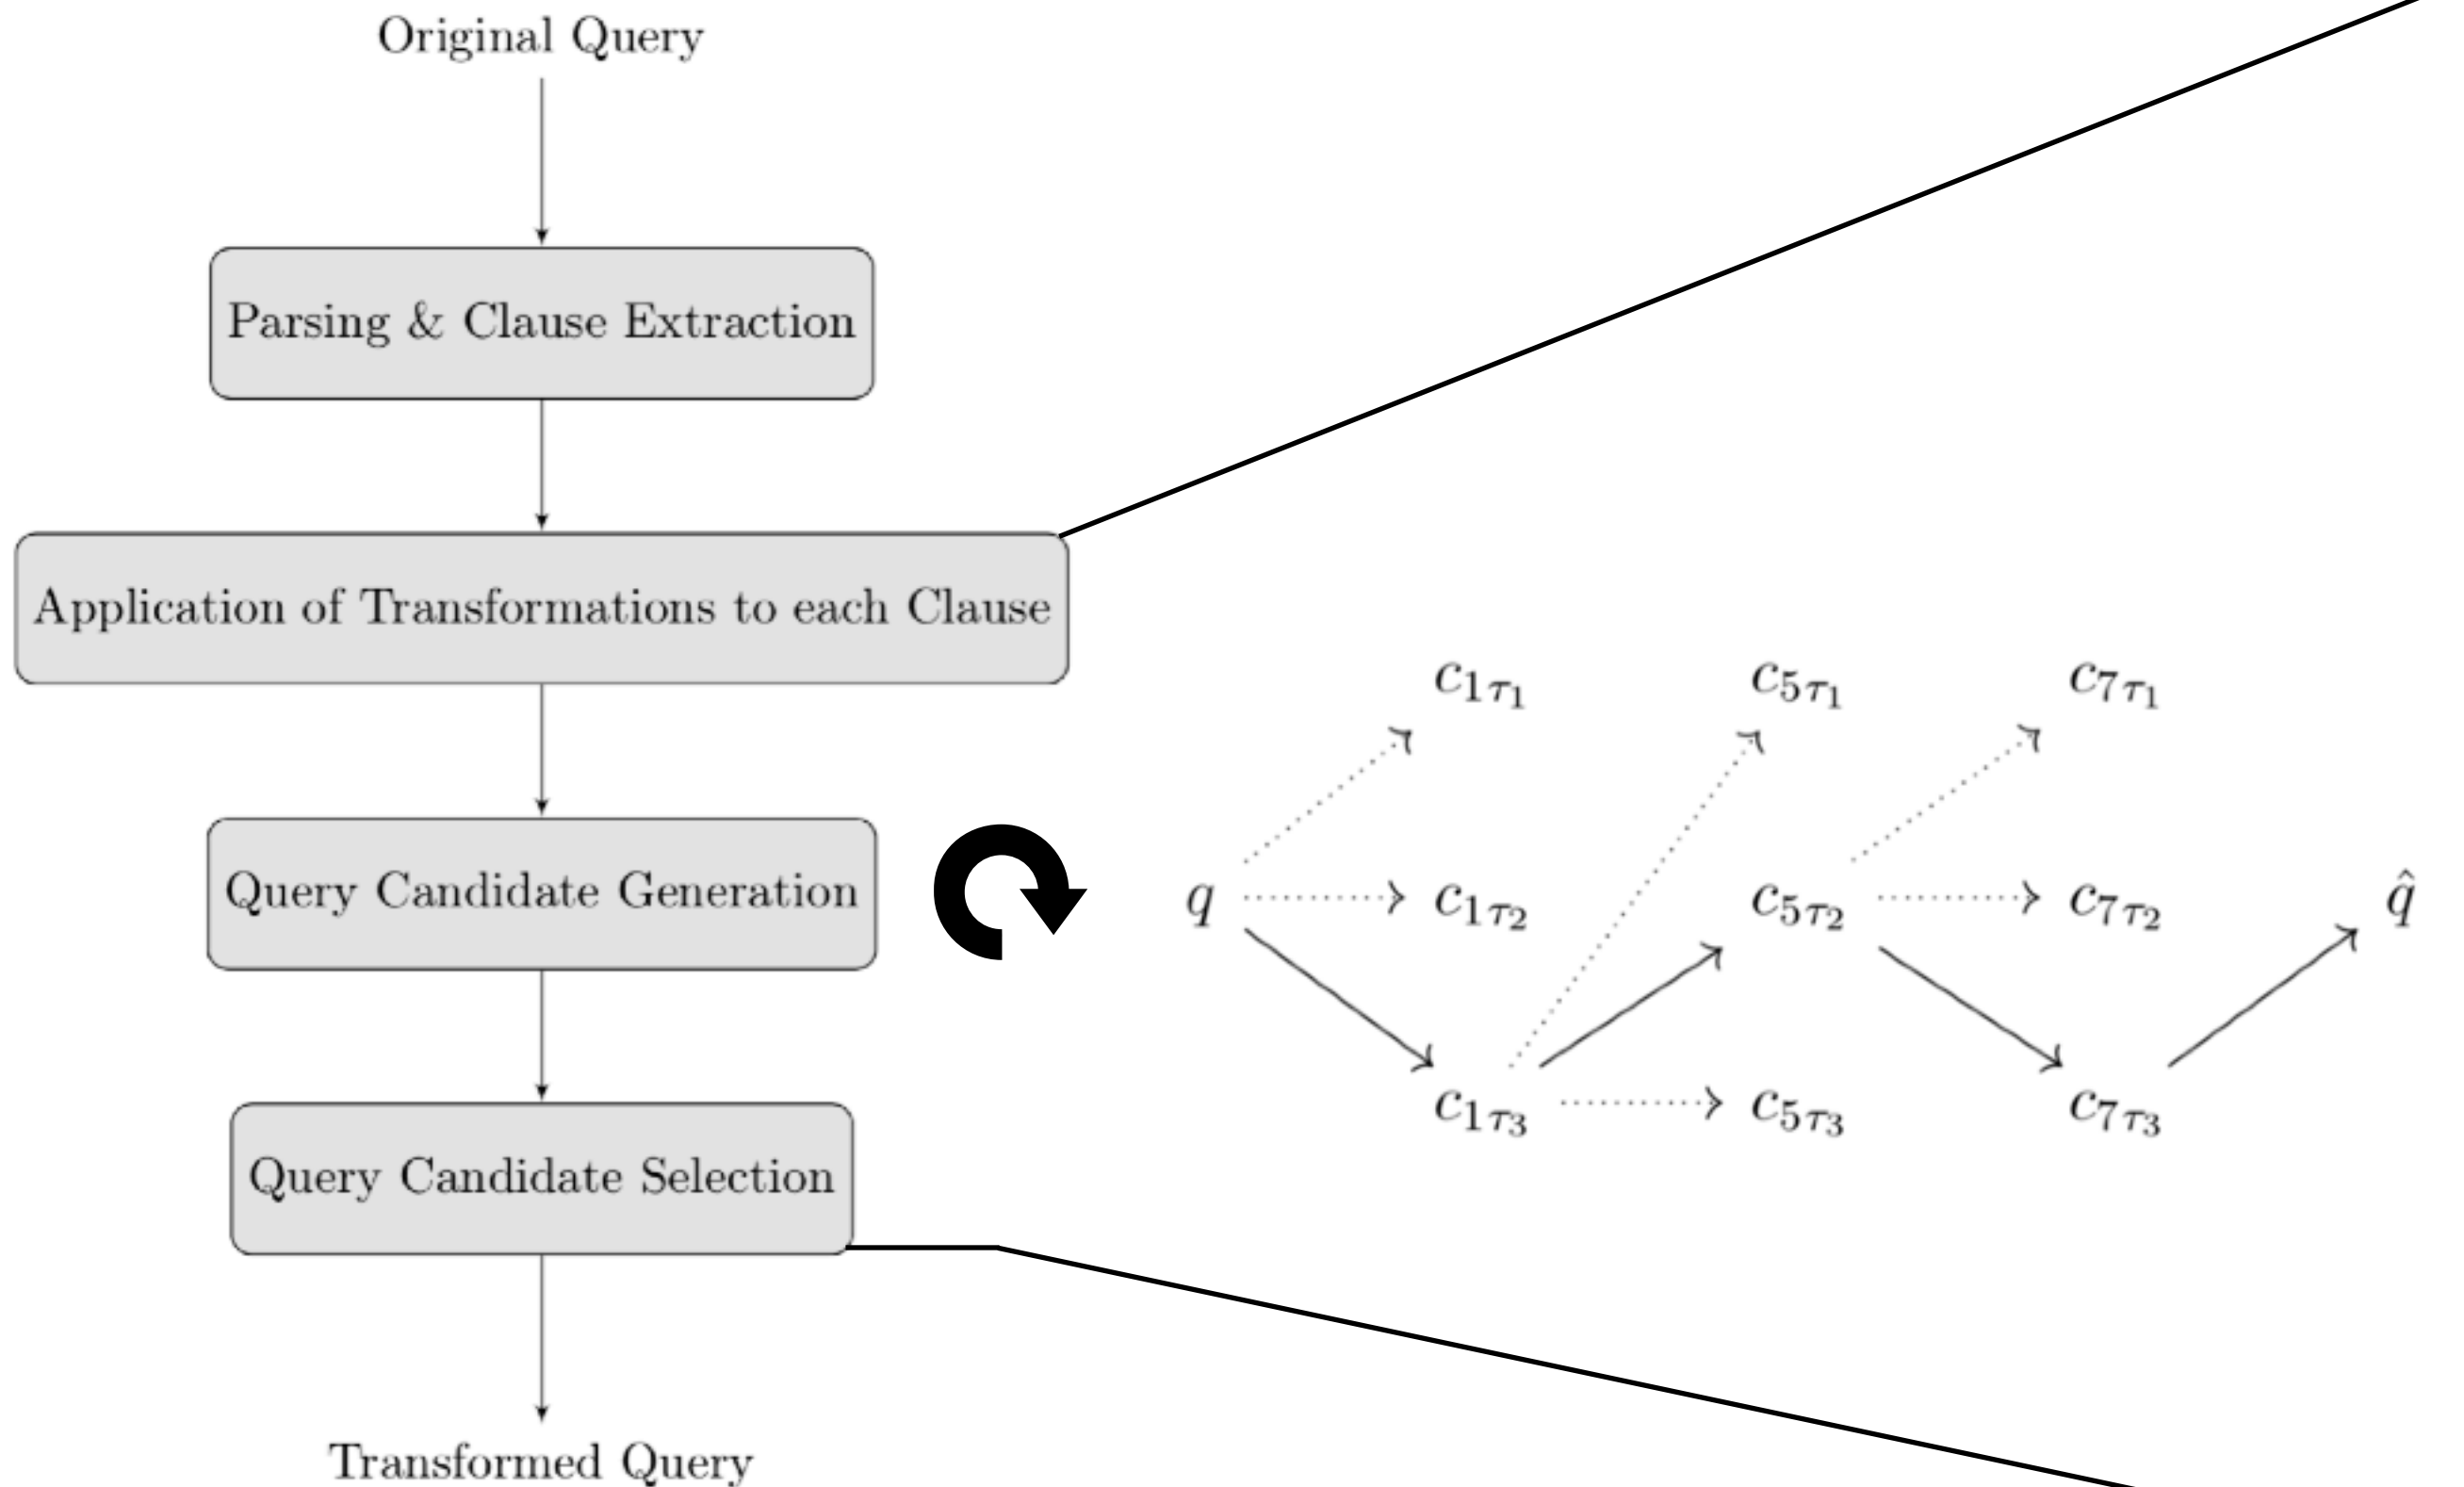 Original Query
Parsing & Clause Extraction
Application of Transformations to each Clause
Query Candidate Generation
Query Candidate Selection
Transformed Query
c₁τ₁ c₅τ₁ c₇τ₁
q c₁τ₂ c₅τ₂ c₇τ₂ q̂
c₁τ₃ c₅τ₃ c₇τ₃